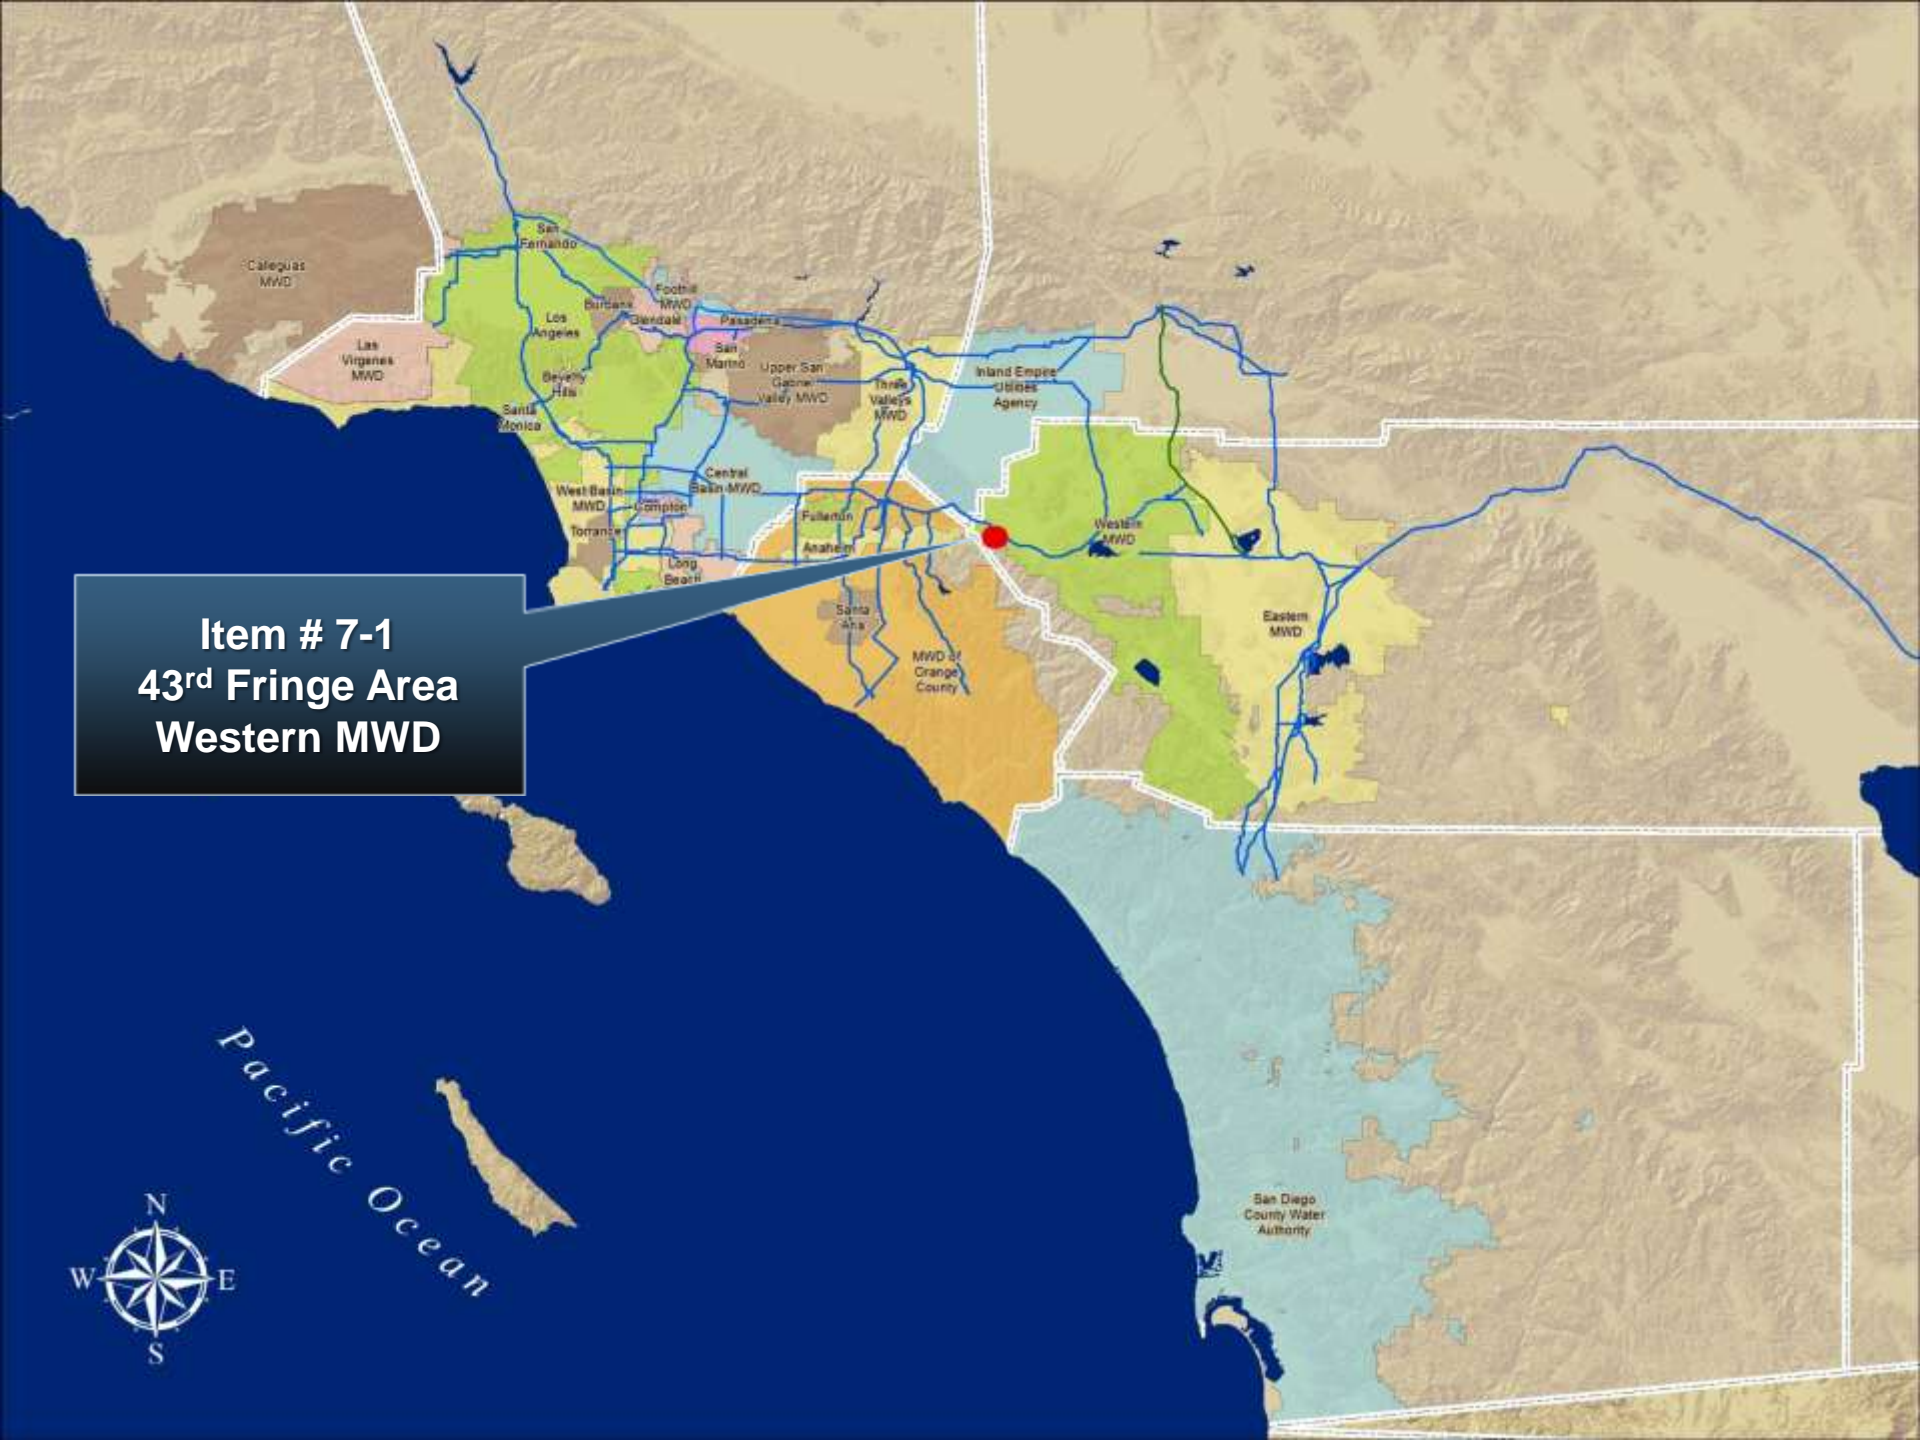 San
Fernando
Calleguas
MWD
Foothill
MWD
Burbank
Glendale
Pasadena
Los
Angeles
Las
Virgenes
MWD
San
Marino
Upper San
Gabriel
Valley MWD
Beverly
Hills
Three
Valleys
MWD
Inland Empire
Utilities
Agency
Santa
Monica
Central
Basin MWD
West Basin
MWD
Compton
Torrance
Fullerton
Anaheim
Western
MWD
Long
Beach
Item # 7-1
43rd Fringe Area
Western MWD
Santa
Ana
Eastern
MWD
MWD of
Orange
County
Pacific Ocean
San Diego
County Water
Authority
N
W E
S